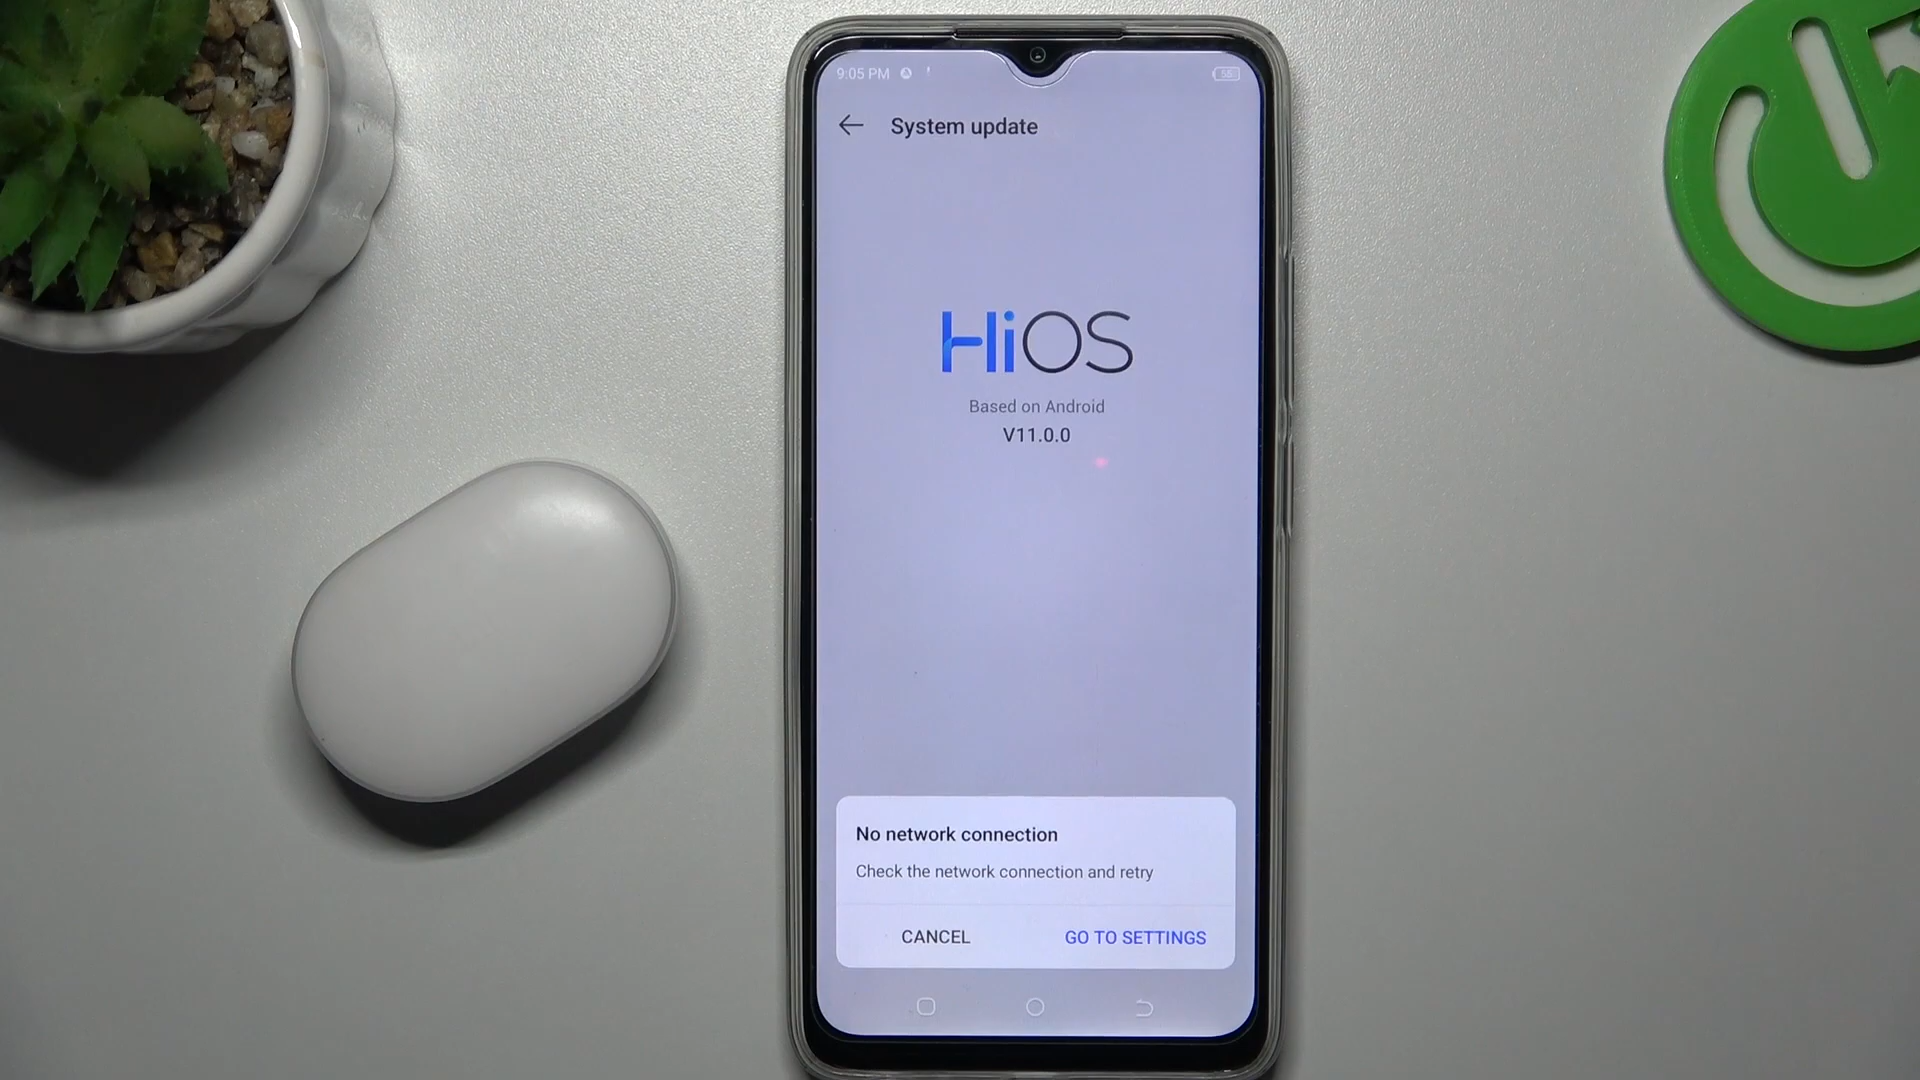 9:05 PM
58
System update
HiOS
Based on Android
V11.0.0
No network connection
Check the network connection and retry
CANCEL
GO TO SETTINGS